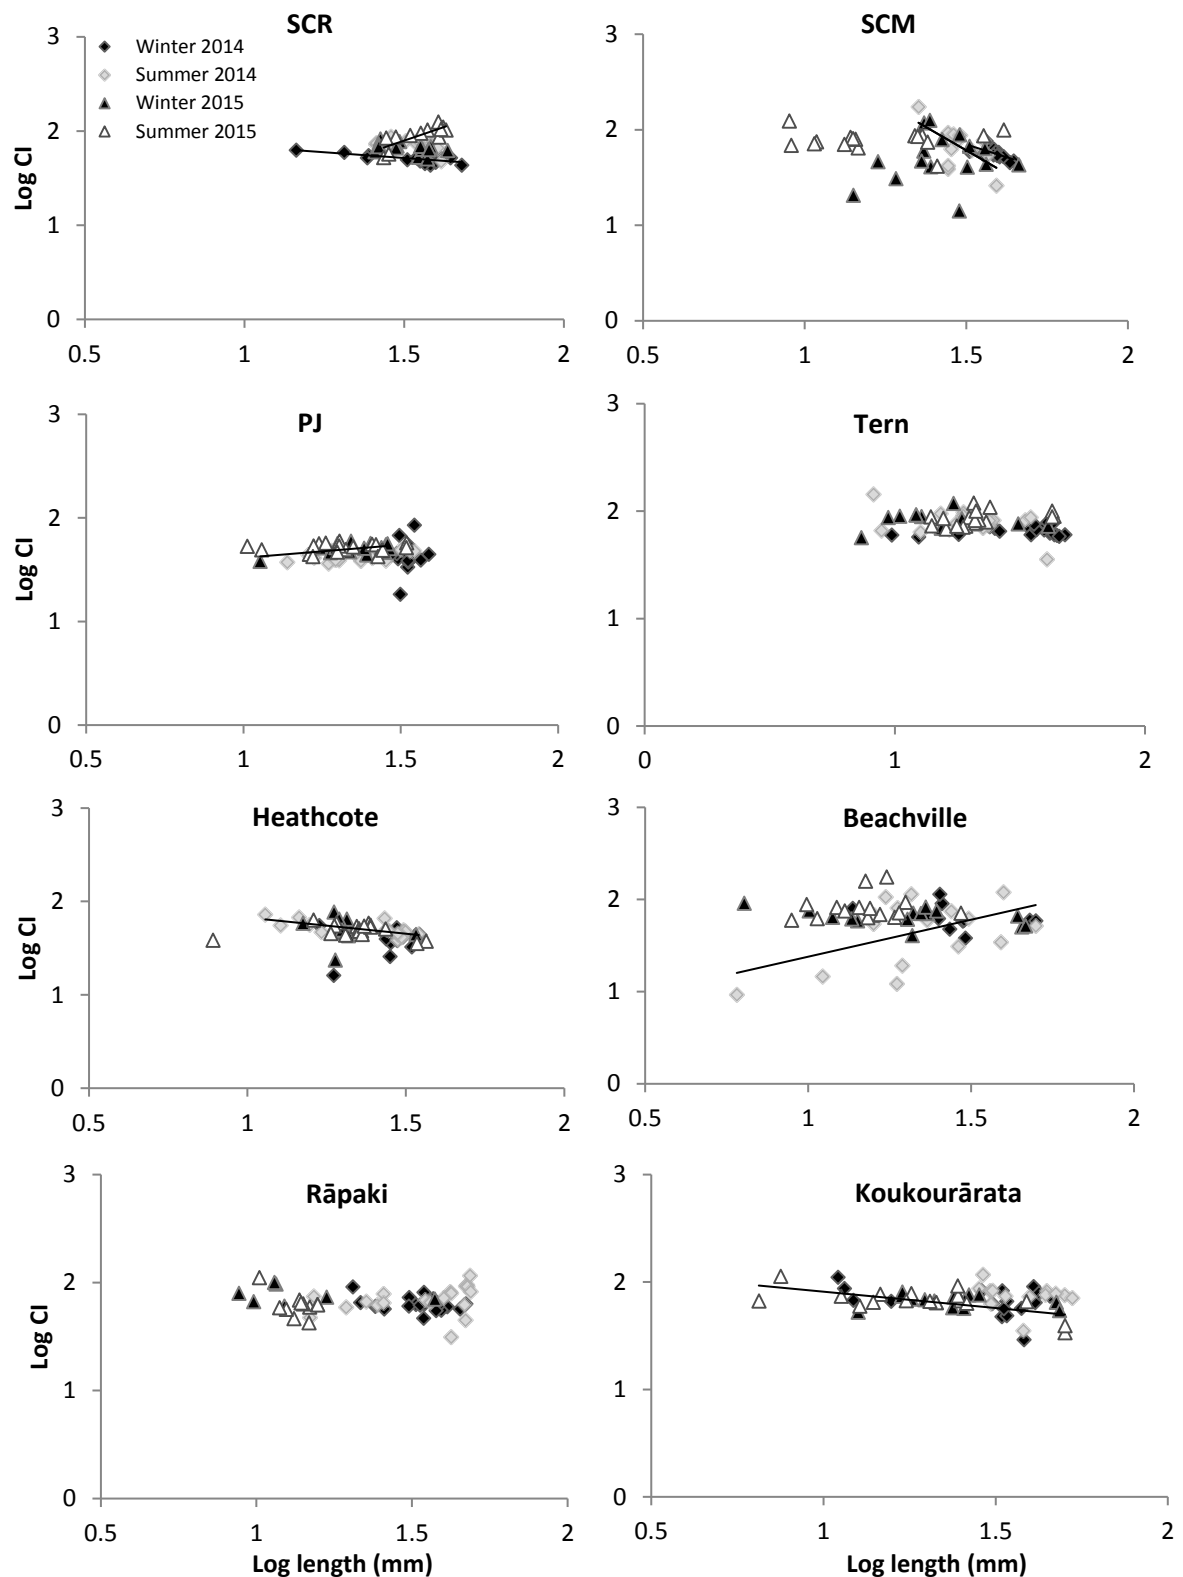 SCR
3
2
1
0
0.5 1 1.5 2
Log CI
Winter 2014
Summer 2014
Winter 2015
Summer 2015
SCM
3
2
1
0
0.5 1 1.5 2
PJ
3
2
1
0
0.5 1 1.5 2
Log CI
Tern
3
2
1
0
0 1 2
Heathcote
3
2
1
0
0.5 1 1.5 2
Log CI
Beachville
3
2
1
0
0.5 1 1.5 2
Rāpaki
3
2
1
0
0.5 1 1.5 2
Log CI
Log length (mm)
Koukourārata
3
2
1
0
0.5 1 1.5 2
Log length (mm)